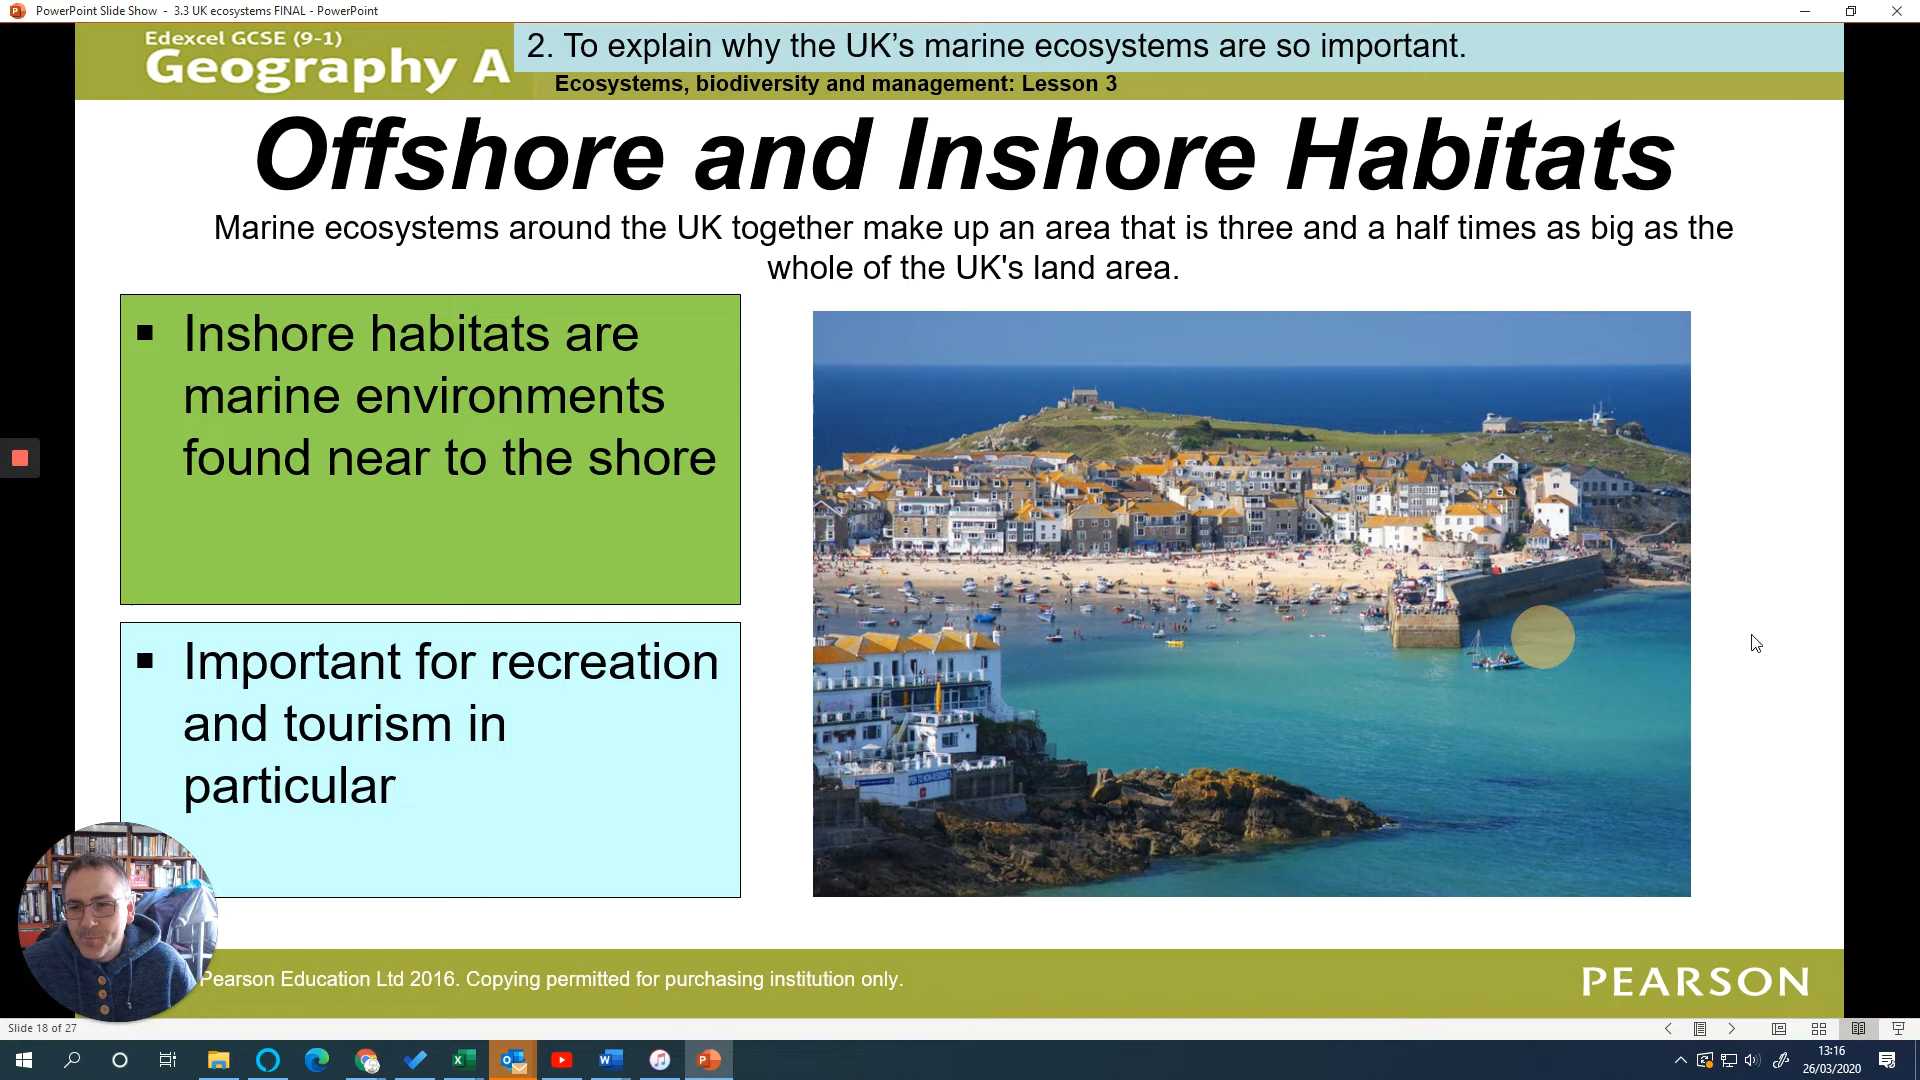 PowerPoint Slide Show - 3.3 UK ecosystems FINAL - PowerPoint
Edexcel GCSE (9-1)
Geography A
2. To explain why the UK’s marine ecosystems are so important.
Ecosystems, biodiversity and management: Lesson 3
Offshore and Inshore Habitats
Marine ecosystems around the UK together make up an area that is three and a half times as big as the
whole of the UK's land area.
Inshore habitats are
marine environments
found near to the shore
Important for recreation
and tourism in
particular
OPEN TO NON-RESIDENTS
Pearson Education Ltd 2016. Copying permitted for purchasing institution only.
PEARSON
Slide 18 of 27
13:16
26/03/2020